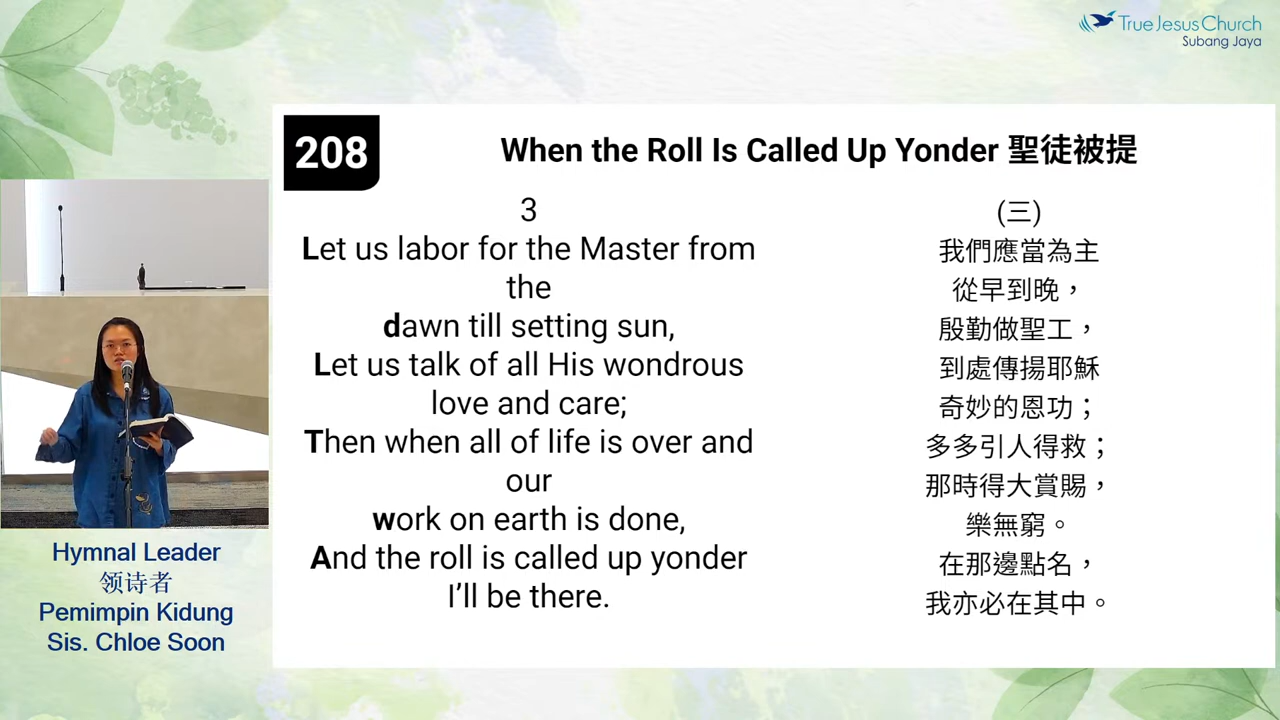 True Jesus Church
Subang Jaya
208
When the Roll Is Called Up Yonder 聖徒被提
3
Let us labor for the Master from
the
dawn till setting sun,
Let us talk of all His wondrous
love and care;
Then when all of life is over and
our
work on earth is done,
And the roll is called up yonder
I’ll be there.
(三)
我們應當為主
從早到晚，
殷勤做聖工，
到處傳揚耶穌
奇妙的恩功；
多多引人得救；
那時得大賞賜，
樂無窮。
在那邊點名，
我亦必在其中。
Hymnal Leader
领诗者
Pemimpin Kidung
Sis. Chloe Soon